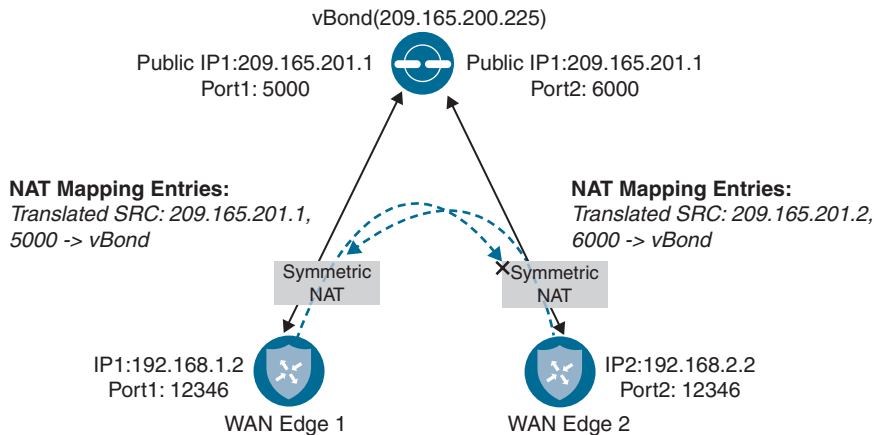 vBond(209.165.200.225)
Public IP1:209.165.201.1
Port1: 5000
Public IP1:209.165.201.1
Port2: 6000
NAT Mapping Entries:
Translated SRC: 209.165.201.1,
5000 -> vBond
NAT Mapping Entries:
Translated SRC: 209.165.201.2,
6000 -> vBond
Symmetric
NAT
Symmetric
NAT
IP1:192.168.1.2
Port1: 12346
WAN Edge 1
IP2:192.168.2.2
Port2: 12346
WAN Edge 2